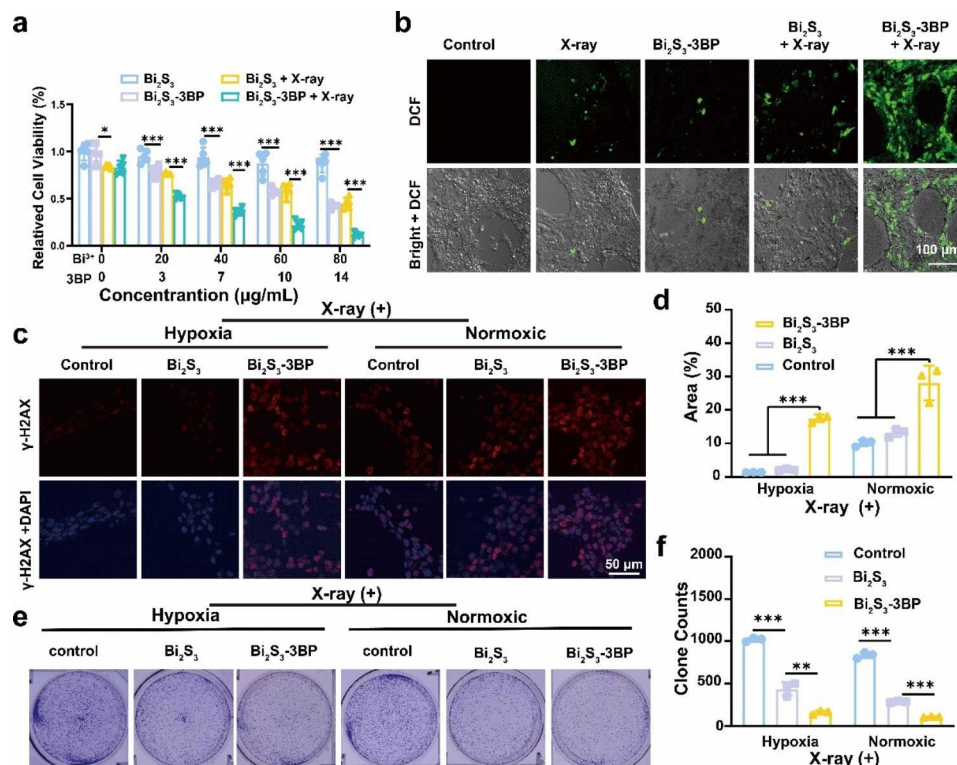 a
Bi₂S₃
Bi₂S₃ + X-ray
Bi₂S₃-3BP
Bi₂S₃-3BP + X-ray
Relatived Cell Viability (%)
1.5
1.0
0.5
0.0
*
***
***
***
***
***
***
***
***
Bi³⁺ 0 20 40 60 80
3BP 0 3 7 10 14
Concentrantion (μg/mL)
b
Control
X-ray
Bi₂S₃-3BP
Bi₂S₃
+ X-ray
Bi₂S₃-3BP
+ X-ray
DCF
Bright + DCF
100 μm
c
X-ray (+)
Hypoxia
Normoxic
Control
Bi₂S₃
Bi₂S₃-3BP
Control
Bi₂S₃
Bi₂S₃-3BP
γ-H2AX
γ-H2AX +DAPI
50 μm
d
Bi₂S₃-3BP
Bi₂S₃
Control
Area (%)
50
40
30
20
10
0
***
***
Hypoxia
Normoxic
X-ray (+)
e
X-ray (+)
Hypoxia
Normoxic
control
Bi₂S₃
Bi₂S₃-3BP
control
Bi₂S₃
Bi₂S₃-3BP
f
Control
Bi₂S₃
Bi₂S₃-3BP
Clone Counts
2000
1500
1000
500
0
***
**
***
***
Hypoxia
Normoxic
X-ray (+)